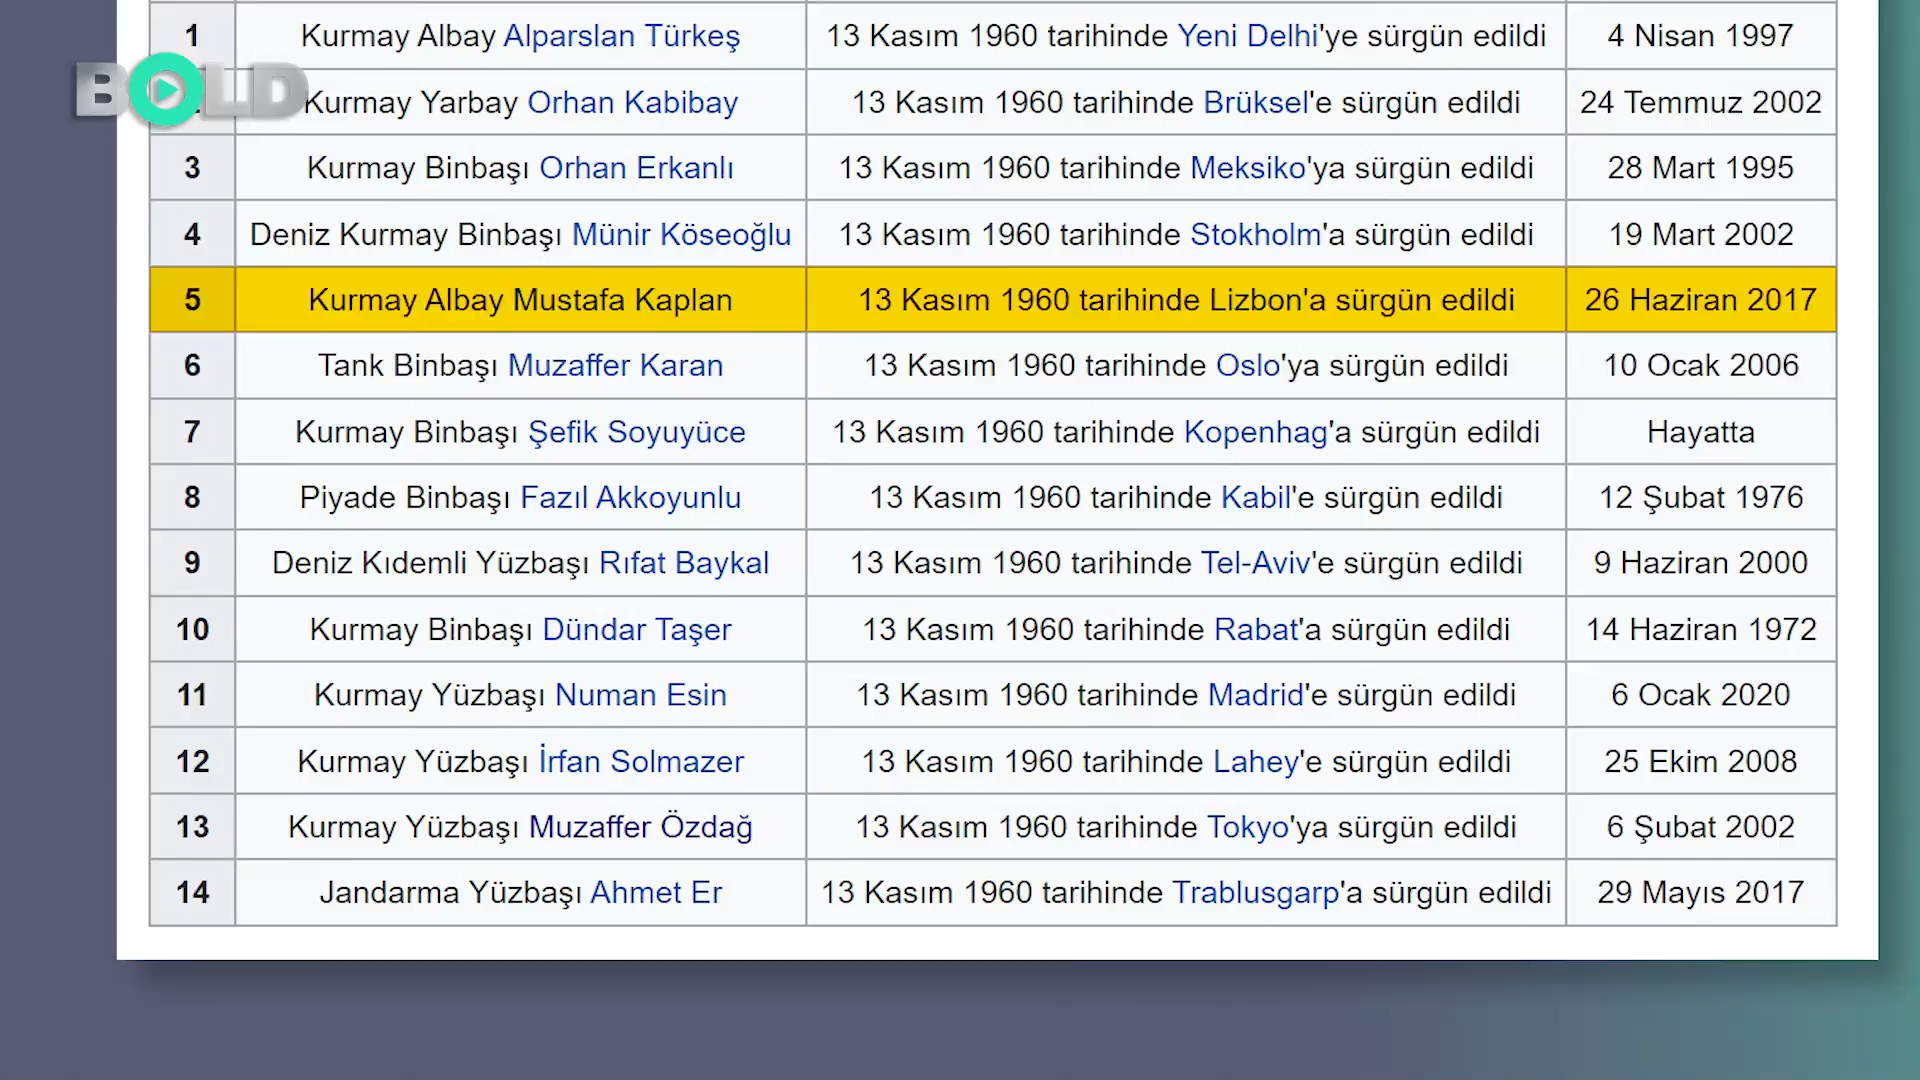 1 Kurmay Albay Alparslan Türkeş 13 Kasım 1960 tarihinde Yeni Delhi'ye sürgün edildi 4 Nisan 1997
BOLD
Kurmay Yarbay Orhan Kabibay 13 Kasım 1960 tarihinde Brüksel'e sürgün edildi 24 Temmuz 2002
3 Kurmay Binbaşı Orhan Erkanlı 13 Kasım 1960 tarihinde Meksiko'ya sürgün edildi 28 Mart 1995
4 Deniz Kurmay Binbaşı Münir Köseoğlu 13 Kasım 1960 tarihinde Stokholm'a sürgün edildi 19 Mart 2002
5 Kurmay Albay Mustafa Kaplan 13 Kasım 1960 tarihinde Lizbon'a sürgün edildi 26 Haziran 2017
6 Tank Binbaşı Muzaffer Karan 13 Kasım 1960 tarihinde Oslo'ya sürgün edildi 10 Ocak 2006
7 Kurmay Binbaşı Şefik Soyuyüce 13 Kasım 1960 tarihinde Kopenhag'a sürgün edildi Hayatta
8 Piyade Binbaşı Fazıl Akkoyunlu 13 Kasım 1960 tarihinde Kabil'e sürgün edildi 12 Şubat 1976
9 Deniz Kıdemli Yüzbaşı Rıfat Baykal 13 Kasım 1960 tarihinde Tel-Aviv'e sürgün edildi 9 Haziran 2000
10 Kurmay Binbaşı Dündar Taşer 13 Kasım 1960 tarihinde Rabat'a sürgün edildi 14 Haziran 1972
11 Kurmay Yüzbaşı Numan Esin 13 Kasım 1960 tarihinde Madrid'e sürgün edildi 6 Ocak 2020
12 Kurmay Yüzbaşı İrfan Solmazer 13 Kasım 1960 tarihinde Lahey'e sürgün edildi 25 Ekim 2008
13 Kurmay Yüzbaşı Muzaffer Özdağ 13 Kasım 1960 tarihinde Tokyo'ya sürgün edildi 6 Şubat 2002
14 Jandarma Yüzbaşı Ahmet Er 13 Kasım 1960 tarihinde Trablusgarp'a sürgün edildi 29 Mayıs 2017